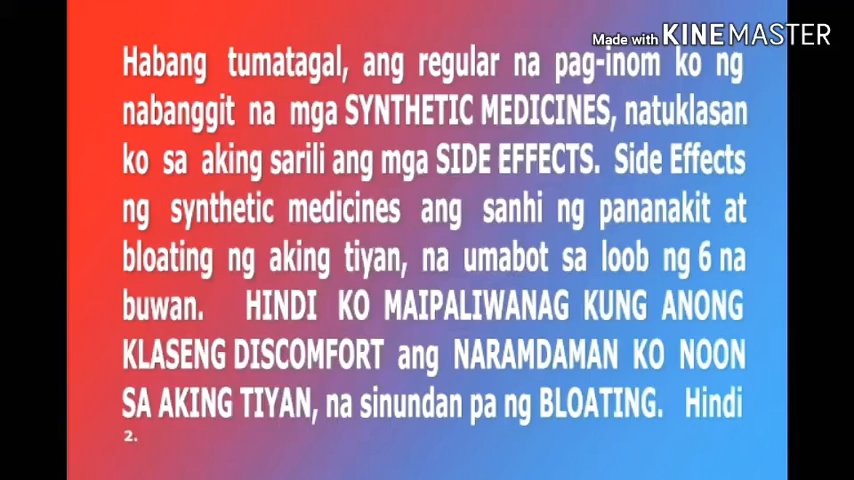 Made with KINEMASTER
Habang tumatagal, ang regular na pag-inom ko ng
nabanggit na mga SYNTHETIC MEDICINES, natuklasan
ko sa aking sarili ang mga SIDE EFFECTS. Side Effects
ng synthetic medicines ang sanhi ng pananakit at
bloating ng aking tiyan, na umabot sa loob ng 6 na
buwan. HINDI KO MAIPALIWANAG KUNG ANONG
KLASENG DISCOMFORT ang NARAMDAMAN KO NOON
SA AKING TIYAN, na sinundan pa ng BLOATING. Hindi
2.